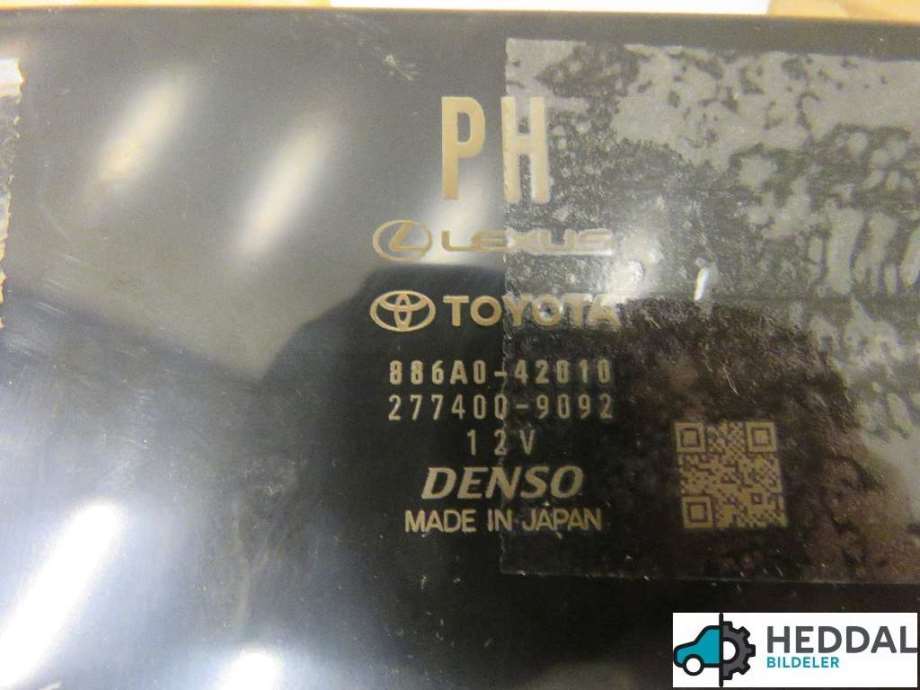 PH
LEXUS
TOYOTA
886A0-42010
277400-9092
12V
DENSO
MADE IN JAPAN
HEDDAL
BILDELER